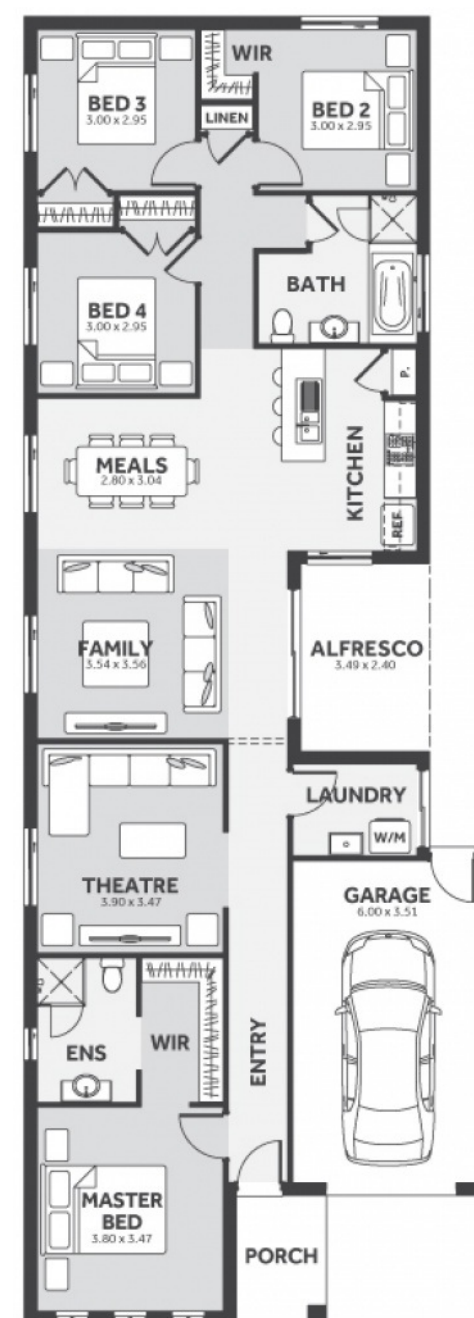 WIR
BED 3
3.00 x 2.95
LINEN
BED 2
3.00 x 2.95
BATH
BED 4
3.00 x 2.95
P.
KITCHEN
MEALS
2.80 x 3.04
REF
FAMILY
3.54 x 3.56
ALFRESCO
3.49 x 2.40
LAUNDRY
W/M
THEATRE
3.90 x 3.47
GARAGE
6.00 x 3.51
ENS
WIR
ENTRY
MASTER
BED
3.80 x 3.47
PORCH